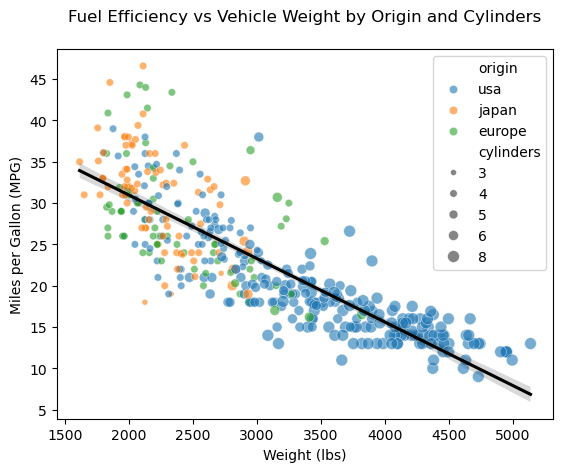 Fuel Efficiency vs Vehicle Weight by Origin and Cylinders
origin
usa
japan
europe
cylinders
3
4
5
6
8
Miles per Gallon (MPG)
45
40
35
30
25
20
15
10
5
1500 2000 2500 3000 3500 4000 4500 5000
Weight (lbs)